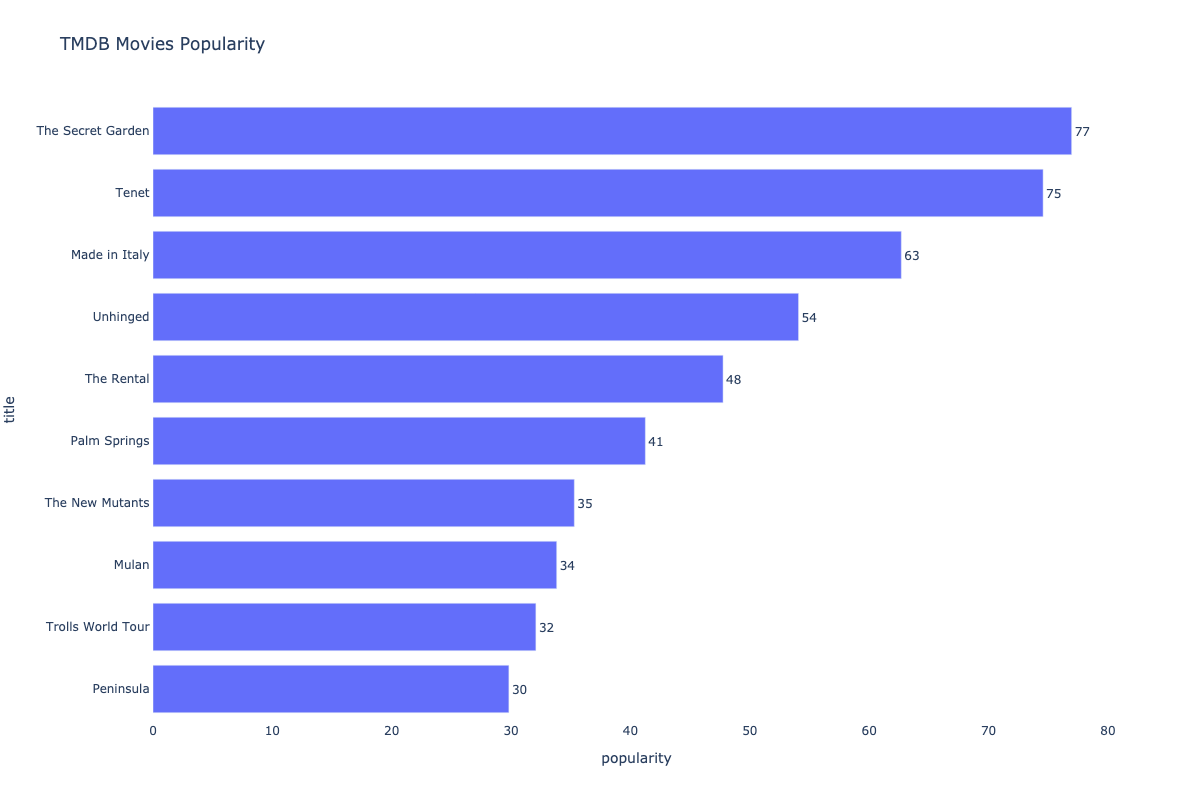 TMDB Movies Popularity
The Secret Garden 77
Tenet 75
Made in Italy 63
Unhinged 54
The Rental 48
Palm Springs 41
The New Mutants 35
Mulan 34
Trolls World Tour 32
Peninsula 30
title
0 10 20 30 40 50 60 70 80
popularity